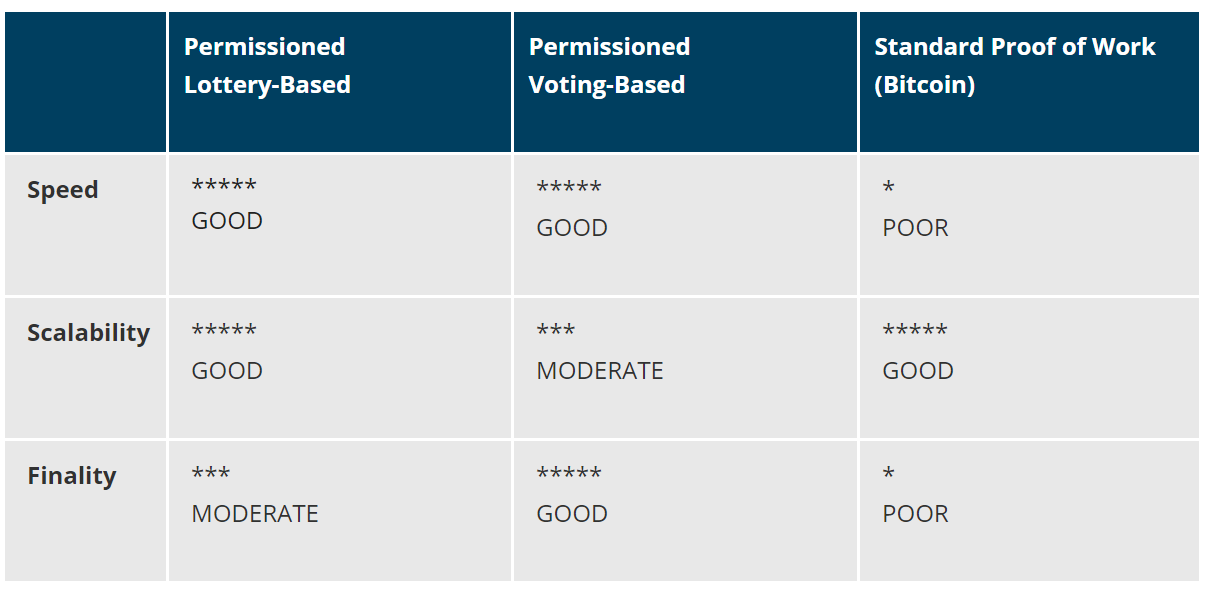 Permissioned
Lottery-Based
Permissioned
Voting-Based
Standard Proof of Work
(Bitcoin)
Speed
*****
GOOD
*****
GOOD
*
POOR
Scalability
*****
GOOD
***
MODERATE
*****
GOOD
Finality
***
MODERATE
*****
GOOD
*
POOR